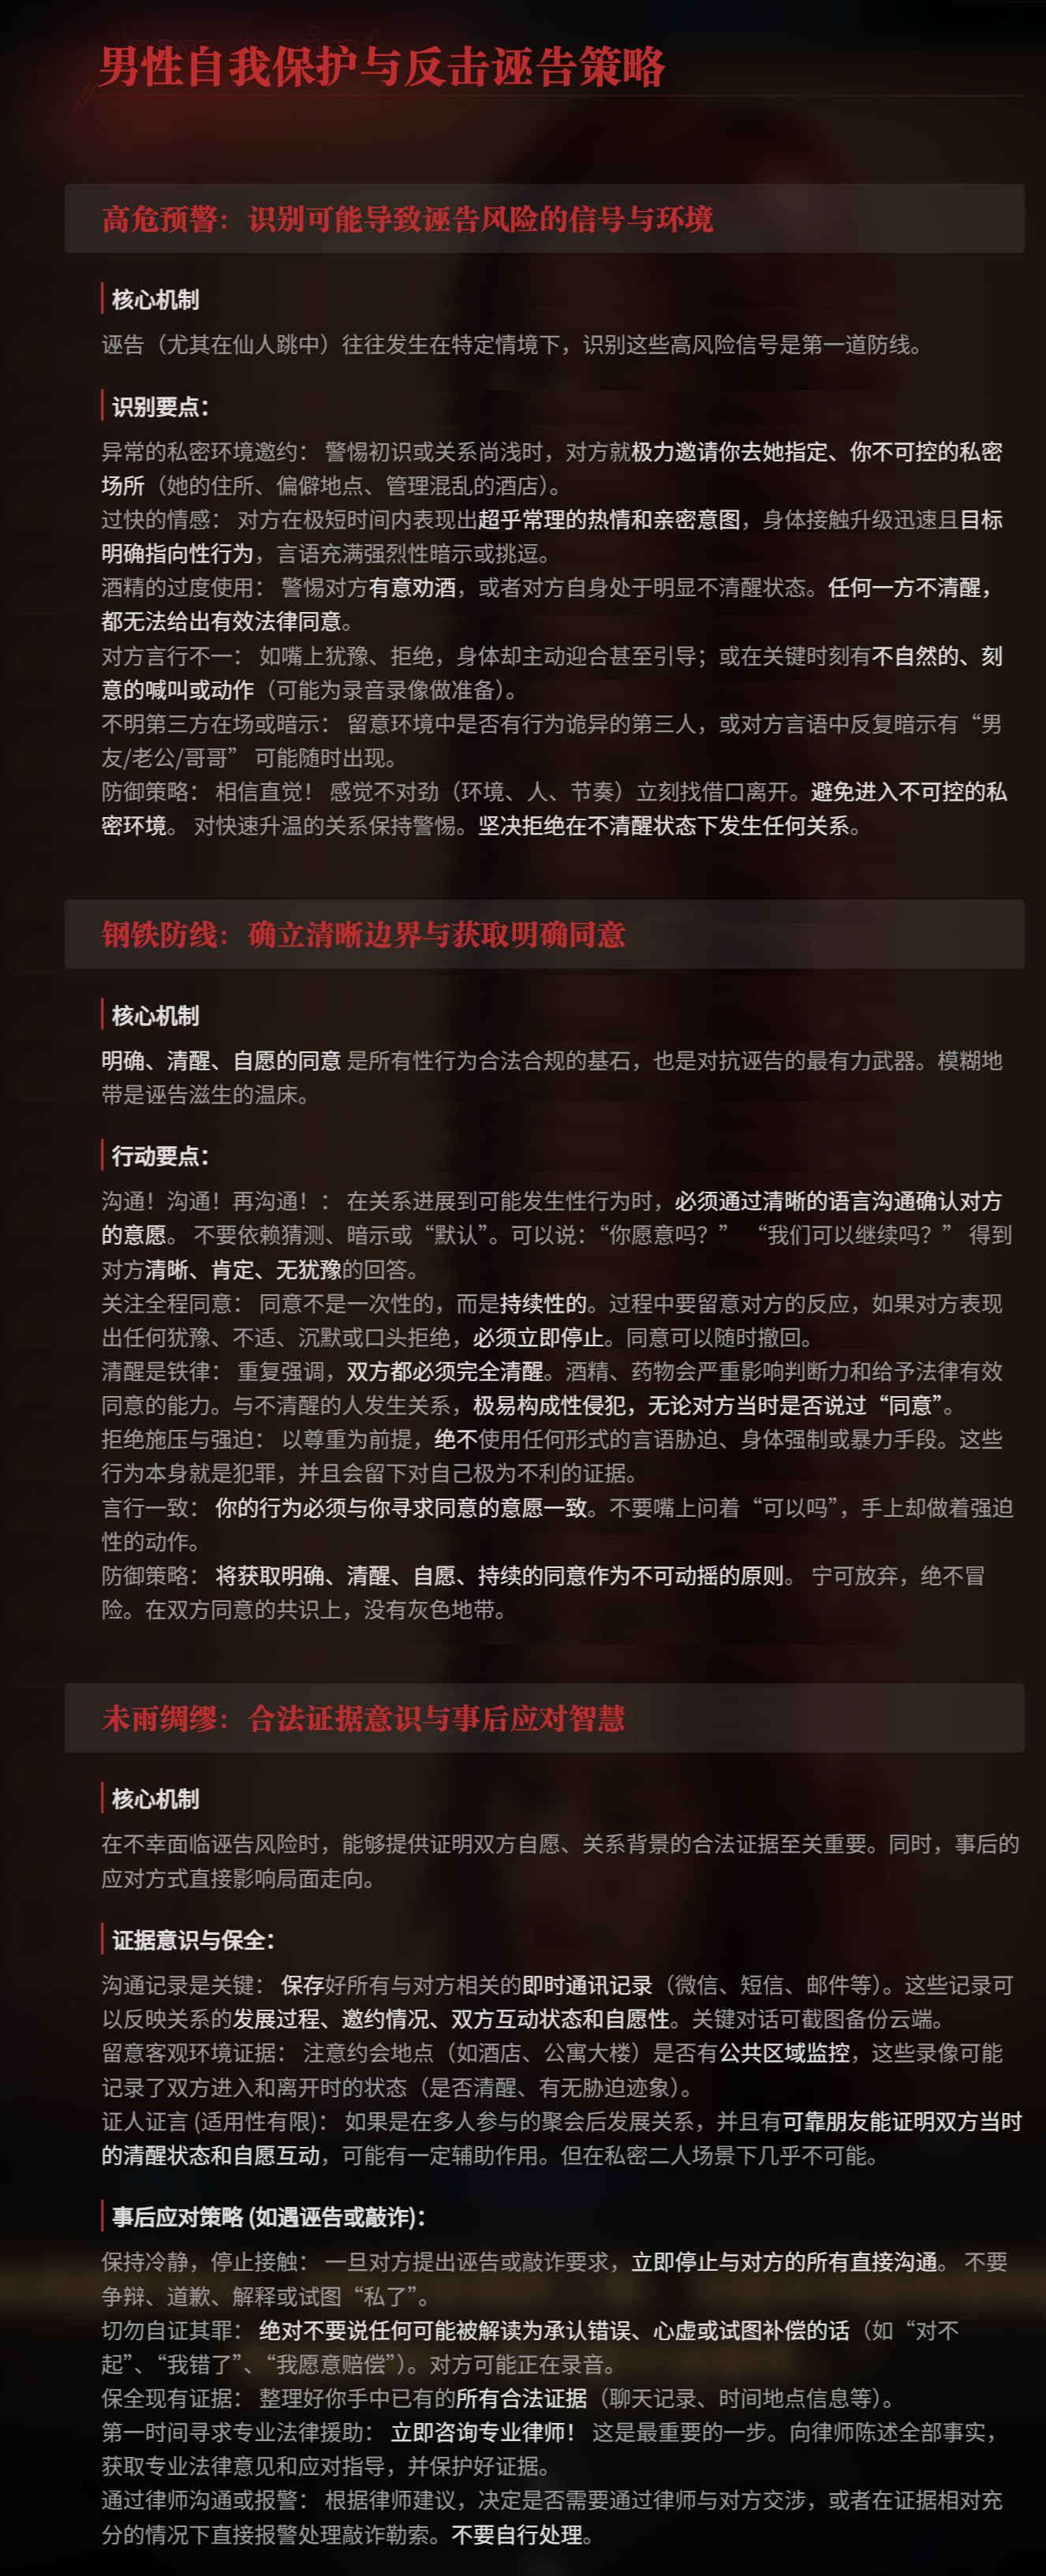 男性自我保护与反击诬告策略
高危预警：识别可能导致诬告风险的信号与环境
核心机制
诬告（尤其在仙人跳中）往往发生在特定情境下，识别这些高风险信号是第一道防线。
识别要点：
异常的私密环境邀约： 警惕初识或关系尚浅时，对方就极力邀请你去她指定、你不可控的私密
场所（她的住所、偏僻地点、管理混乱的酒店）。
过快的情感： 对方在极短时间内表现出超乎常理的热情和亲密意图，身体接触升级迅速且目标
明确指向性行为，言语充满强烈性暗示或挑逗。
酒精的过度使用： 警惕对方有意劝酒，或者对方自身处于明显不清醒状态。任何一方不清醒，
都无法给出有效法律同意。
对方言行不一： 如嘴上犹豫、拒绝，身体却主动迎合甚至引导；或在关键时刻有不自然的、刻
意的喊叫或动作（可能为录音录像做准备）。
不明第三方在场或暗示： 留意环境中是否有行为诡异的第三人，或对方言语中反复暗示有“男
友/老公/哥哥” 可能随时出现。
防御策略： 相信直觉！ 感觉不对劲（环境、人、节奏）立刻找借口离开。避免进入不可控的私
密环境。 对快速升温的关系保持警惕。坚决拒绝在不清醒状态下发生任何关系。
钢铁防线：确立清晰边界与获取明确同意
核心机制
明确、清醒、自愿的同意 是所有性行为合法合规的基石，也是对抗诬告的最有力武器。模糊地
带是诬告滋生的温床。
行动要点：
沟通！沟通！再沟通！： 在关系进展到可能发生性行为时，必须通过清晰的语言沟通确认对方
的意愿。 不要依赖猜测、暗示或“默认”。可以说：“你愿意吗？” “我们可以继续吗？” 得到
对方清晰、肯定、无犹豫的回答。
关注全程同意： 同意不是一次性的，而是持续性的。过程中要留意对方的反应，如果对方表现
出任何犹豫、不适、沉默或口头拒绝，必须立即停止。同意可以随时撤回。
清醒是铁律： 重复强调，双方都必须完全清醒。酒精、药物会严重影响判断力和给予法律有效
同意的能力。与不清醒的人发生关系，极易构成性侵犯，无论对方当时是否说过“同意”。
拒绝施压与强迫： 以尊重为前提，绝不使用任何形式的言语胁迫、身体强制或暴力手段。这些
行为本身就是犯罪，并且会留下对自己极为不利的证据。
言行一致： 你的行为必须与你寻求同意的意愿一致。不要嘴上问着“可以吗”，手上却做着强迫
性的动作。
防御策略： 将获取明确、清醒、自愿、持续的同意作为不可动摇的原则。 宁可放弃，绝不冒
险。在双方同意的共识上，没有灰色地带。
未雨绸缪：合法证据意识与事后应对智慧
核心机制
在不幸面临诬告风险时，能够提供证明双方自愿、关系背景的合法证据至关重要。同时，事后的
应对方式直接影响局面走向。
证据意识与保全：
沟通记录是关键： 保存好所有与对方相关的即时通讯记录（微信、短信、邮件等）。这些记录可
以反映关系的发展过程、邀约情况、双方互动状态和自愿性。关键对话可截图备份云端。
留意客观环境证据： 注意约会地点（如酒店、公寓大楼）是否有公共区域监控，这些录像可能
记录了双方进入和离开时的状态（是否清醒、有无胁迫迹象）。
证人证言 (适用性有限)： 如果是在多人参与的聚会后发展关系，并且有可靠朋友能证明双方当时
的清醒状态和自愿互动，可能有一定辅助作用。但在私密二人场景下几乎不可能。
事后应对策略 (如遇诬告或敲诈)：
保持冷静，停止接触： 一旦对方提出诬告或敲诈要求，立即停止与对方的所有直接沟通。 不要
争辩、道歉、解释或试图“私了”。
切勿自证其罪： 绝对不要说任何可能被解读为承认错误、心虚或试图补偿的话（如“对不
起”、“我错了”、“我愿意赔偿”）。对方可能正在录音。
保全现有证据： 整理好你手中已有的所有合法证据（聊天记录、时间地点信息等）。
第一时间寻求专业法律援助： 立即咨询专业律师！ 这是最重要的一步。向律师陈述全部事实，
获取专业法律意见和应对指导，并保护好证据。
通过律师沟通或报警： 根据律师建议，决定是否需要通过律师与对方交涉，或者在证据相对充
分的情况下直接报警处理敲诈勒索。不要自行处理。